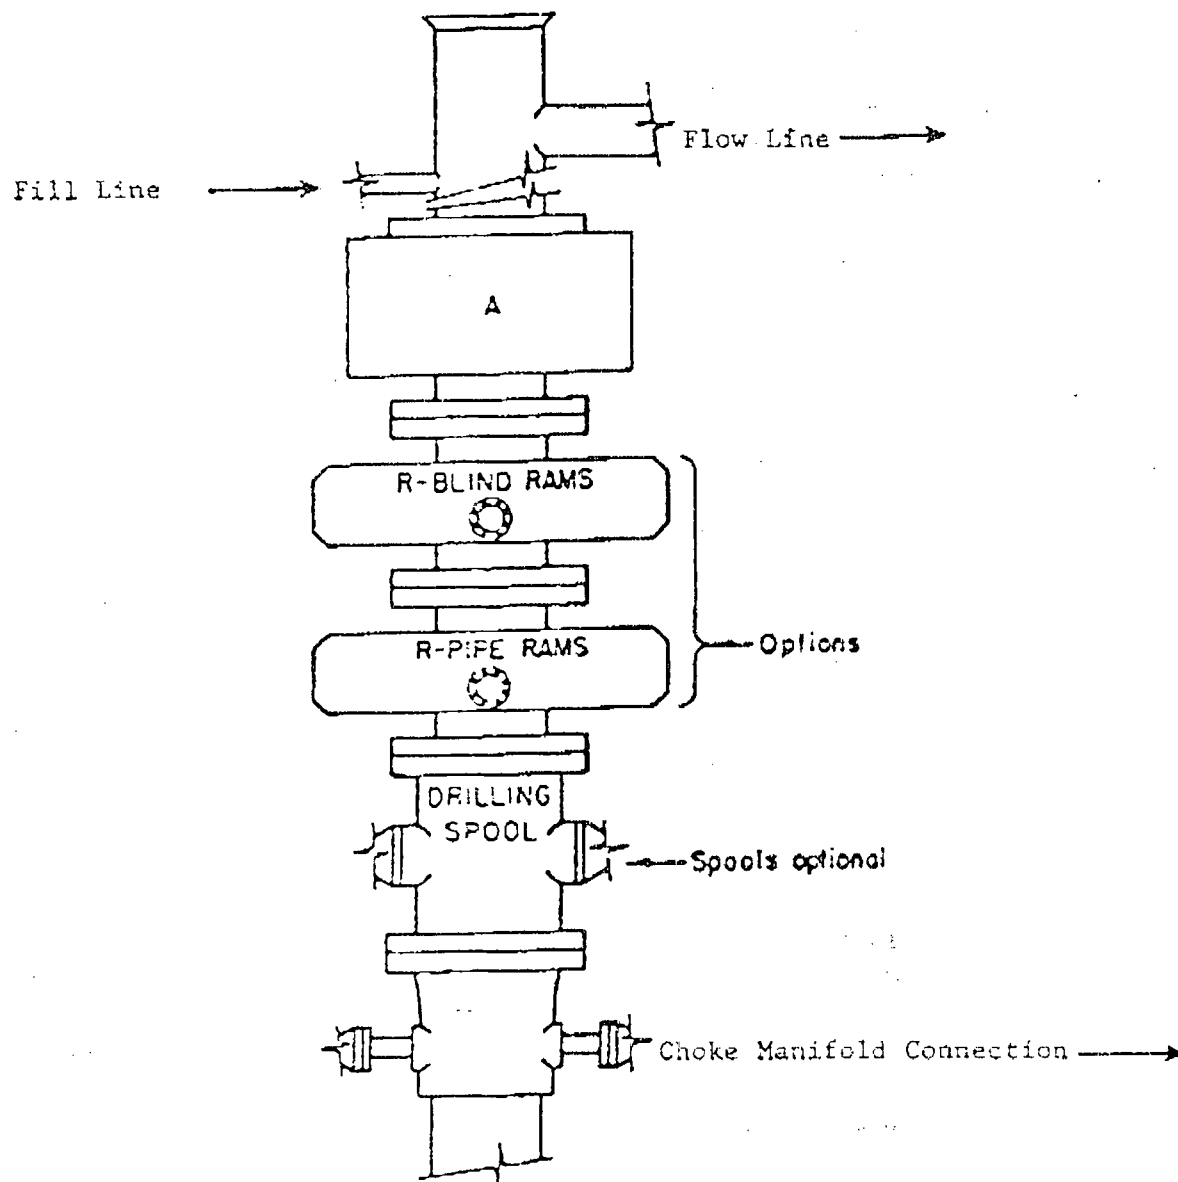 Flow Line
Fill Line
A
R-BLIND RAMS
R-PIPE RAMS
Options
DRILLING
SPOOL
Spools optional
Choke Manifold Connection